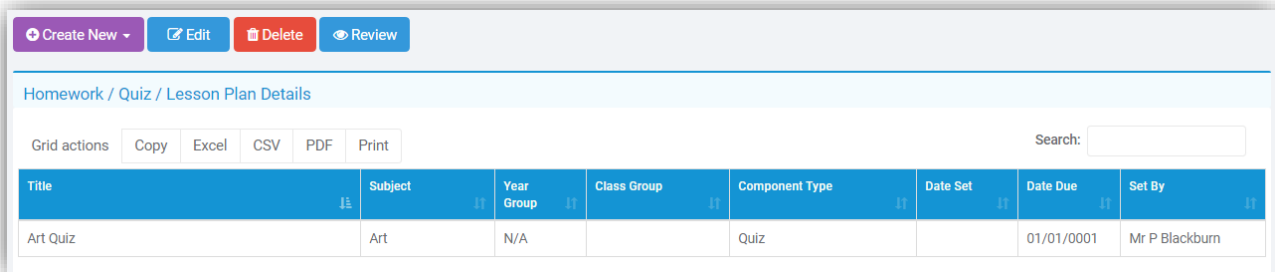 Create New Edit Delete Review
Homework / Quiz / Lesson Plan Details
Grid actions Copy Excel CSV PDF Print Search:
Title Subject Year Group Class Group Component Type Date Set Date Due Set By
Art Quiz Art N/A Quiz 01/01/0001 Mr P Blackburn